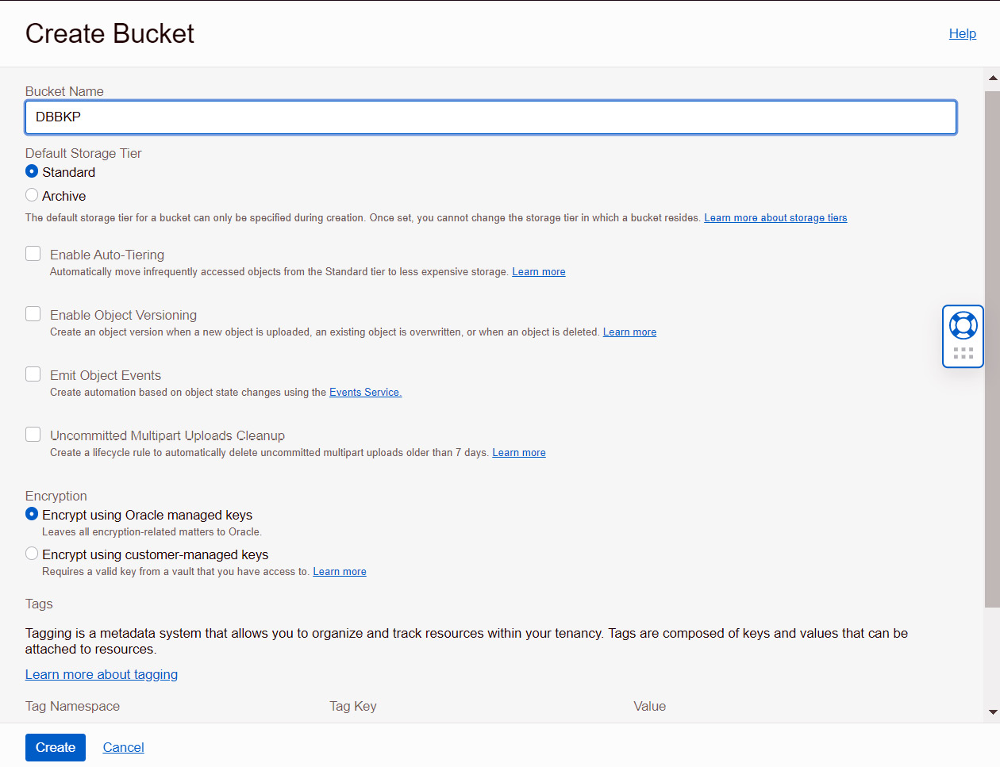 Create Bucket
Help
Bucket Name
DBBKP
Default Storage Tier
Standard
Archive
The default storage tier for a bucket can only be specified during creation. Once set, you cannot change the storage tier in which a bucket resides. Learn more about storage tiers
Enable Auto-Tiering
Automatically move infrequently accessed objects from the Standard tier to less expensive storage. Learn more
Enable Object Versioning
Create an object version when a new object is uploaded, an existing object is overwritten, or when an object is deleted. Learn more
Emit Object Events
Create automation based on object state changes using the Events Service.
Uncommitted Multipart Uploads Cleanup
Create a lifecycle rule to automatically delete uncommitted multipart uploads older than 7 days. Learn more
Encryption
Encrypt using Oracle managed keys
Leaves all encryption-related matters to Oracle.
Encrypt using customer-managed keys
Requires a valid key from a vault that you have access to. Learn more
Tags
Tagging is a metadata system that allows you to organize and track resources within your tenancy. Tags are composed of keys and values that can be
attached to resources.
Learn more about tagging
Tag Namespace Tag Key Value
Create Cancel